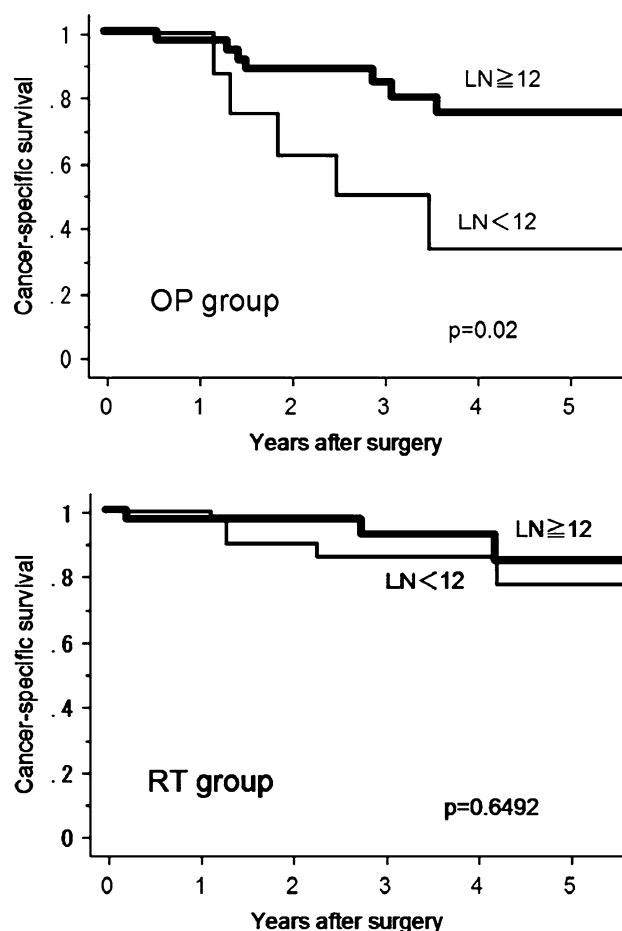 Cancer-specific survival
1
. 8
. 6
. 4
. 2
0
LN≧12
LN<12
OP group
p=0.02
0 1 2 3 4 5
Years after surgery
Cancer-specific survival
1
. 8
. 6
. 4
. 2
0
LN≧12
LN<12
RT group
p=0.6492
0 1 2 3 4 5
Years after surgery